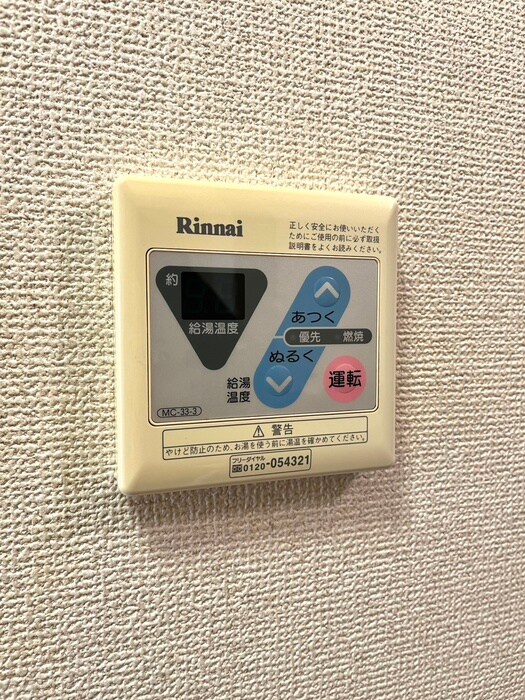 Rinnai
正しく安全にお使いいただく
ためにご使用の前に必ず取扱
説明書をよくお読みください。
約
給湯温度
あつく
優先 燃焼
ぬるく
給湯
温度
運転
MC-33-3
⚠ 警告
やけど防止のため、お湯を使う前に湯温を確かめてください。
フリーダイヤル
0120-054321